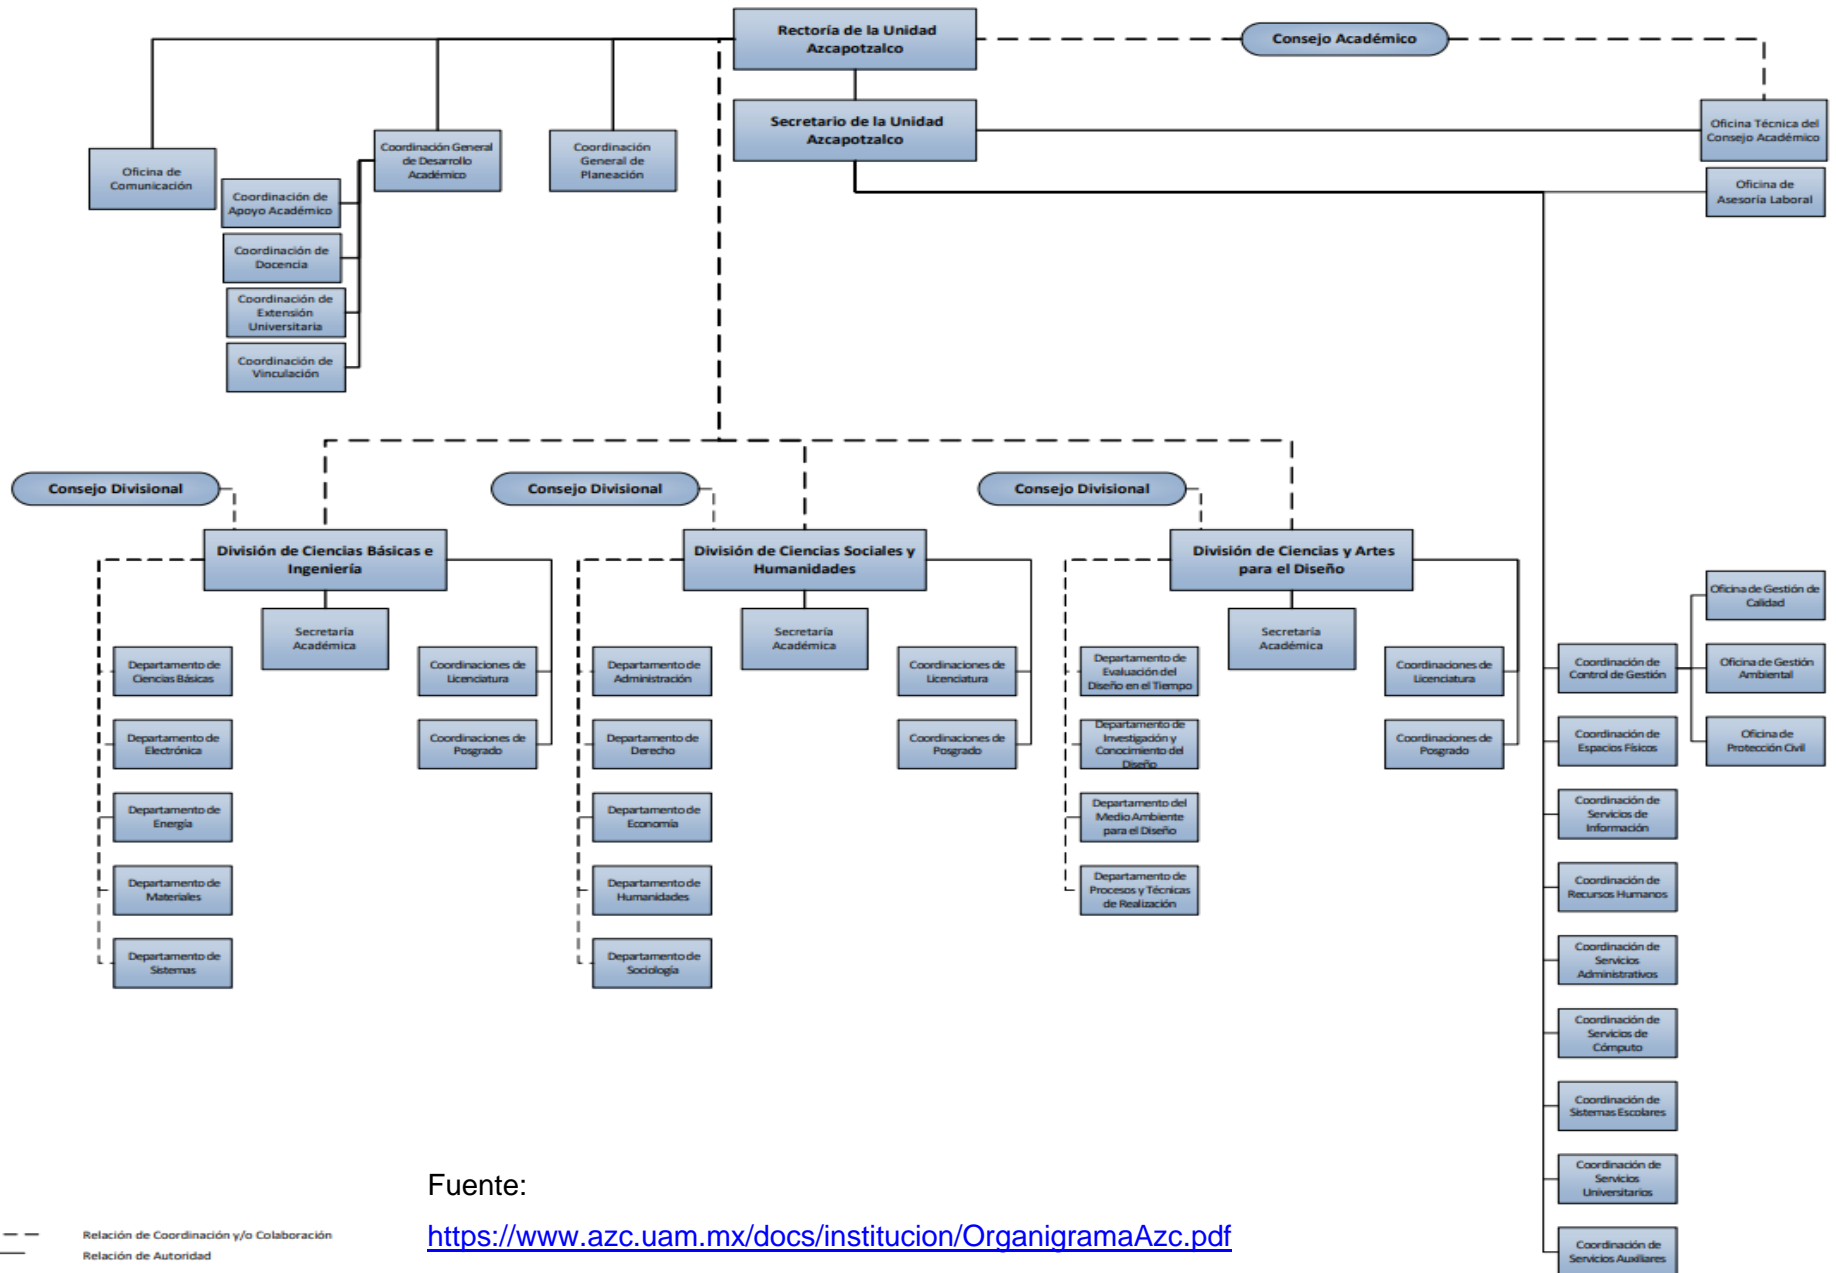 Rectoría de la Unidad
Azcapotzalco
Consejo Académico
Secretario de la Unidad
Azcapotzalco
Oficina Técnica del
Consejo Académico
Oficina de
Asesoría Laboral
Oficina de
Comunicación
Coordinación General
de Desarrollo
Académico
Coordinación
General de
Planeación
Coordinación de
Apoyo Académico
Coordinación de
Docencia
Coordinación de
Extensión
Universitaria
Coordinación de
Vinculación
Consejo Divisional
División de Ciencias Básicas e
Ingeniería
Secretaría
Académica
Departamento de
Ciencias Básicas
Departamento de
Electrónica
Departamento de
Energía
Departamento de
Materiales
Departamento de
Sistemas
Coordinaciones de
Licenciatura
Coordinaciones de
Posgrado
Consejo Divisional
División de Ciencias Sociales y
Humanidades
Secretaría
Académica
Departamento de
Administración
Departamento de
Derecho
Departamento de
Economía
Departamento de
Humanidades
Departamento de
Sociología
Coordinaciones de
Licenciatura
Coordinaciones de
Posgrado
Consejo Divisional
División de Ciencias y Artes
para el Diseño
Secretaría
Académica
Departamento de
Evaluación del
Diseño en el Tiempo
Departamento de
Investigación y
Conocimiento del
Diseño
Departamento del
Medio Ambiente
para el Diseño
Departamento de
Procesos y Técnicas
de Realización
Coordinaciones de
Licenciatura
Coordinaciones de
Posgrado
Coordinación de
Control de Gestión
Oficina de Gestión de
Calidad
Oficina de Gestión
Ambiental
Oficina de
Protección Civil
Coordinación de
Espacios Físicos
Coordinación de
Servicios de
Información
Coordinación de
Recursos Humanos
Coordinación de
Servicios
Administrativos
Coordinación de
Servicios de
Cómputo
Coordinación de
Sistemas Escolares
Coordinación de
Servicios
Universitarios
Coordinación de
Servicios Auxiliares
Relación de Coordinación y/o Colaboración
Relación de Autoridad
Fuente:
https://www.azc.uam.mx/docs/institucion/OrganigramaAzc.pdf